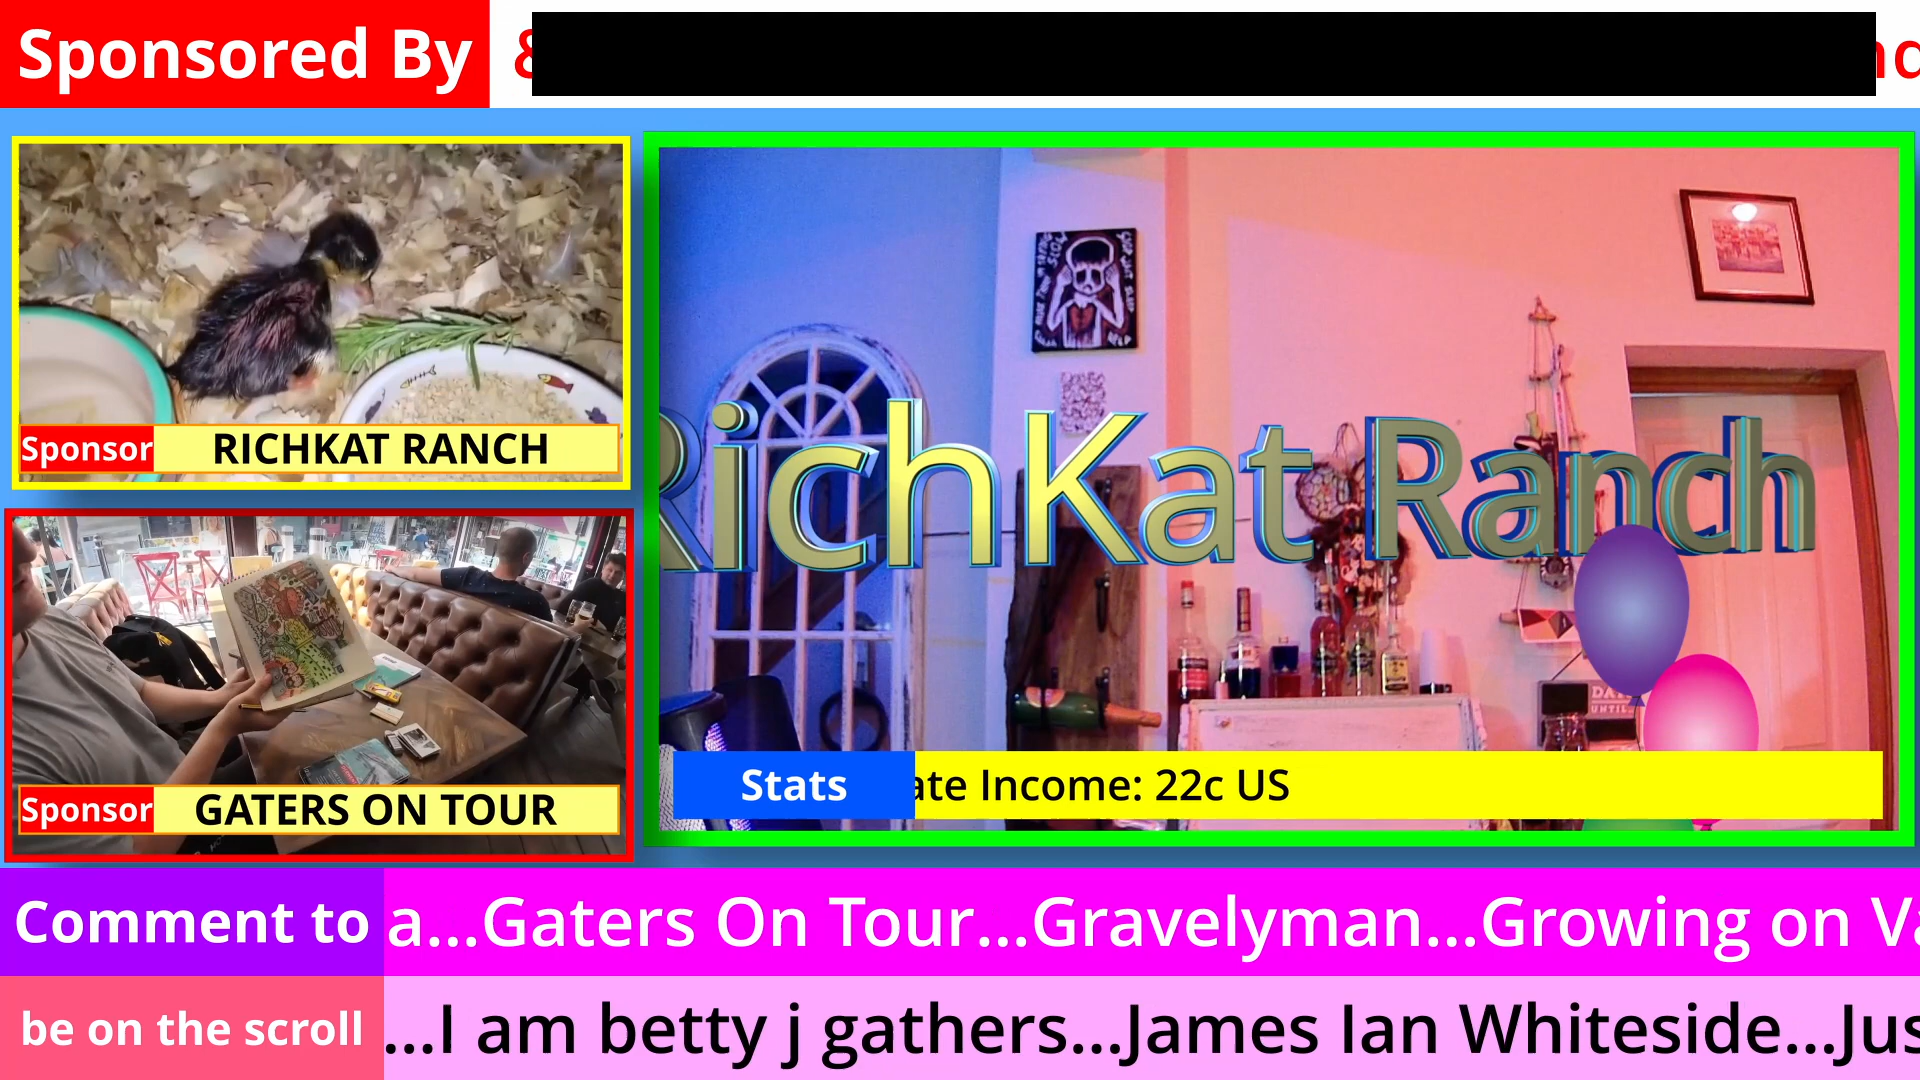 Sponsored By &
Sponsor RICHKAT RANCH
RichKat Ranch
Sponsor GATERS ON TOUR
Stats ate Income: 22c US
Comment to a...Gaters On Tour...Gravelyman...Growing on Va
be on the scroll ...I am betty j gathers...James Ian Whiteside...Jus